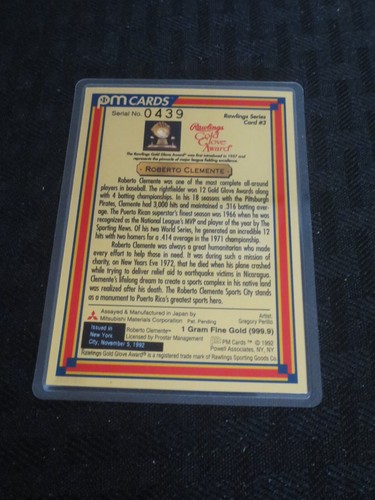 PM CARDS
Serial No. 0439
Rawlings Series
Card #5
Rawlings
Gold
Glove
Award
The Rawlings Gold Glove Award® was first introduced in 1957 and
represents the pinnacle of major league fielding excellence.
ROBERTO CLEMENTE
Roberto Clemente was one of the most complete all-around
players in baseball. The rightfielder won 12 Gold Glove Awards along
with 4 batting championships. In his 18 seasons with the Pittsburgh
Pirates, Clemente had 3,000 hits and maintained a .316 batting aver-
age. The Puerto Rican superstar's finest season was 1966 when he was
recognized as the National League's MVP and player of the year by The
Sporting News. Of his two World Series, he generated an incredible 12
hits with two homers for a .414 average in the 1971 championship.
Roberto Clemente was always a great humanitarian who made
every effort to help those in need. It was during such a mission of
charity, on New Years Eve 1972, that he died when his plane crashed
while trying to deliver relief aid to earthquake victims in Nicaragua.
Clemente's lifelong dream to create a sports complex in his native land
was realized after his death. The Roberto Clemente Sports City stands
as a monument to Puerto Rico's greatest sports hero.
Assayed & Manufactured in Japan by
Mitsubishi Materials Corporation Pat. Pending
Artist:
Gregory Perillo
Issued in
New York
City, November 5, 1992
Roberto Clemente™
Licensed by Prostar Management
1 Gram Fine Gold (999.9)
PM Cards™ © 1992
Powell Associates, NY, NY
Rawlings Gold Glove Award® is a registered trade mark of Rawlings Sporting Goods Co.